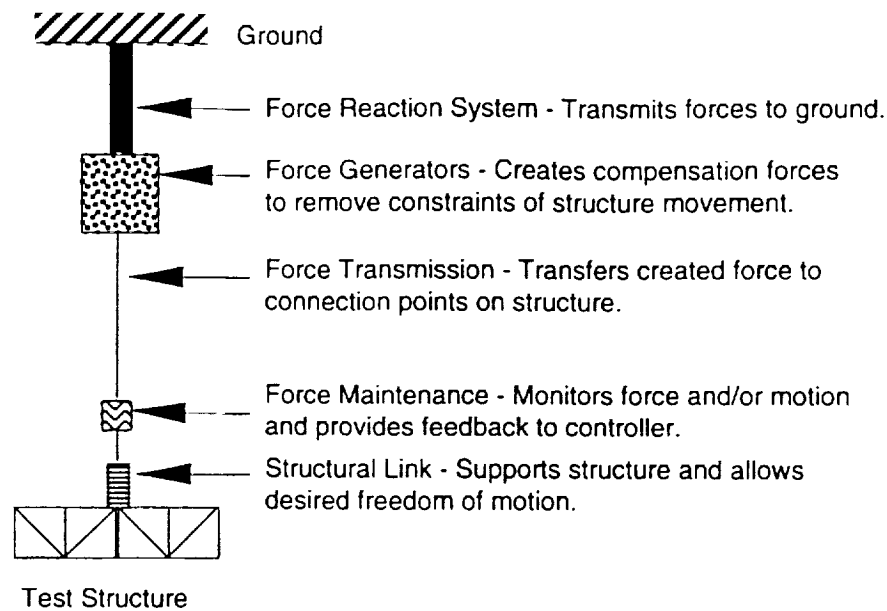 Ground
Force Reaction System - Transmits forces to ground.
Force Generators - Creates compensation forces
to remove constraints of structure movement.
Force Transmission - Transfers created force to
connection points on structure.
Force Maintenance - Monitors force and/or motion
and provides feedback to controller.
Structural Link - Supports structure and allows
desired freedom of motion.
Test Structure